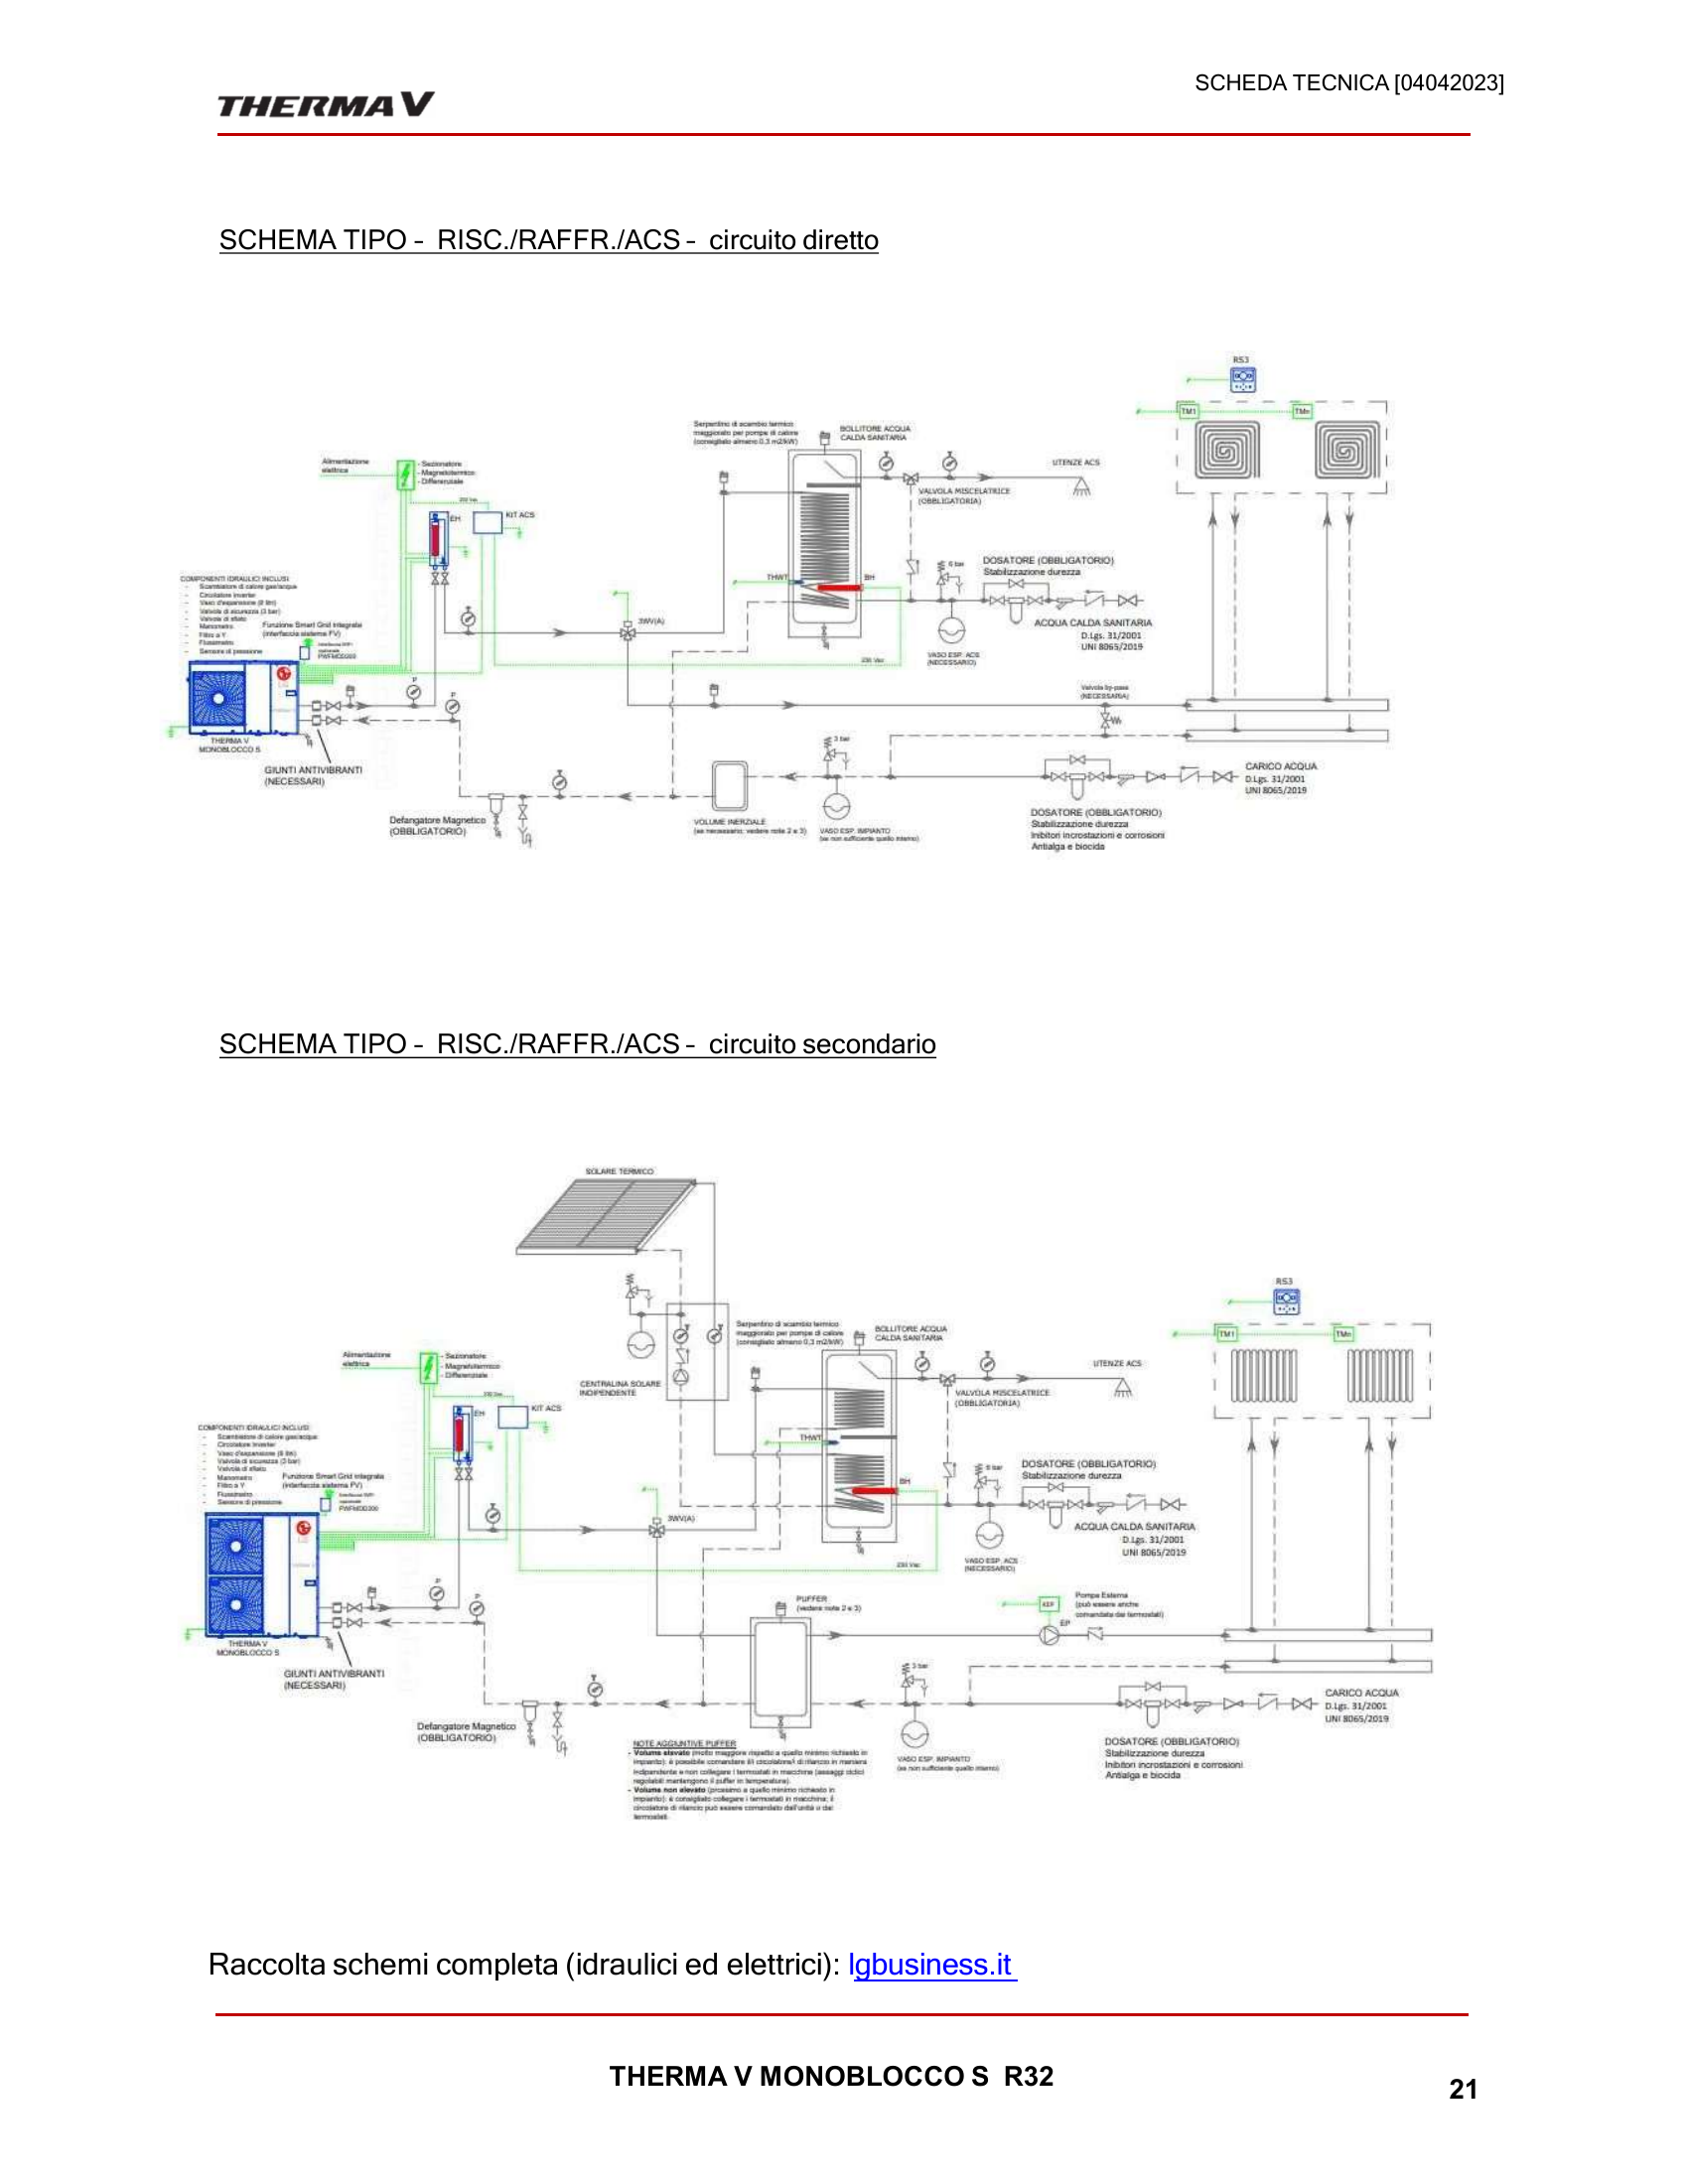 THERMA V
SCHEDA TECNICA [04042023]
SCHEMA TIPO - RISC./RAFFR./ACS - circuito diretto
RS3
TM1
TMn
Serpentino di scambio termico
maggiorato per pompe di calore
(consigliato almeno 0,3 m2/kW)
BOLLITORE ACQUA
CALDA SANITARIA
UTENZE ACS
VALVOLA MISCELATRICE
(OBBLIGATORIA)
Alimentazione
elettrica
- Sezionatore
- Magnetotermico
- Differenziale
230 Vac
EH
KIT ACS
6 bar
DOSATORE (OBBLIGATORIO)
Stabilizzazione durezza
THWT
BH
COMPONENTI IDRAULICI INCLUSI:
- Scambiatore di calore gas/acqua
- Circolatore inverter
- Vaso d'espansione (8 litri)
- Valvola di sicurezza (3 bar)
- Valvola di sfiato
- Manometro
- Filtro a Y
- Flussimetro
- Sensore di pressione
Funzione Smart Grid integrata
(interfaccia sistema FV)
Interfaccia WiFi
opzionale
PWFMDD200
3WV(A)
ACQUA CALDA SANITARIA
D.Lgs. 31/2001
UNI 8065/2019
VASO ESP. ACS
(NECESSARIO)
230 Vac
P
P
Valvola by-pass
(NECESSARIA)
THERMA V
MONOBLOCCO S
GIUNTI ANTIVIBRANTI
(NECESSARI)
3 bar
CARICO ACQUA
D.Lgs. 31/2001
UNI 8065/2019
Defangatore Magnetico
(OBBLIGATORIO)
VOLUME INERZIALE
(se necessario; vedere note 2 e 3)
VASO ESP. IMPIANTO
(se non sufficiente quello interno)
DOSATORE (OBBLIGATORIO)
Stabilizzazione durezza
Inibitori incrostazioni e corrosioni
Antialga e biocida
SCHEMA TIPO - RISC./RAFFR./ACS - circuito secondario
SOLARE TERMICO
RS3
TM1
TMn
Serpentino di scambio termico
maggiorato per pompe di calore
(consigliato almeno 0,3 m2/kW)
BOLLITORE ACQUA
CALDA SANITARIA
UTENZE ACS
VALVOLA MISCELATRICE
(OBBLIGATORIA)
CENTRALINA SOLARE
INDIPENDENTE
Alimentazione
elettrica
- Sezionatore
- Magnetotermico
- Differenziale
230 Vac
EH
KIT ACS
THWT
BH
6 bar
DOSATORE (OBBLIGATORIO)
Stabilizzazione durezza
COMPONENTI IDRAULICI INCLUSI:
- Scambiatore di calore gas/acqua
- Circolatore inverter
- Vaso d'espansione (8 litri)
- Valvola di sicurezza (3 bar)
- Valvola di sfiato
- Manometro
- Filtro a Y
- Flussimetro
- Sensore di pressione
Funzione Smart Grid integrata
(interfaccia sistema FV)
Interfaccia WiFi
opzionale
PWFMDD200
3WV(A)
ACQUA CALDA SANITARIA
D.Lgs. 31/2001
UNI 8065/2019
VASO ESP. ACS
(NECESSARIO)
230 Vac
P
P
PUFFER
(vedere note 2 e 3)
KEP
EP
Pompa Esterna
(può essere anche
comandata dai termostati)
THERMA V
MONOBLOCCO S
GIUNTI ANTIVIBRANTI
(NECESSARI)
3 bar
CARICO ACQUA
D.Lgs. 31/2001
UNI 8065/2019
Defangatore Magnetico
(OBBLIGATORIO)
NOTE AGGIUNTIVE PUFFER
- Volume elevato (molto maggiore rispetto a quello minimo richiesto in
impianto): è possibile comandare il/i circolatore/i di rilancio in maniera
indipendente e non collegare i termostati in macchina (assaggi ciclici
regolabili mantengono il puffer in temperatura).
- Volume non elevato (prossimo a quello minimo richiesto in
impianto): è consigliato collegare i termostati in macchina; il
circolatore di rilancio può essere comandato dall'unità o dai
termostati.
VASO ESP. IMPIANTO
(se non sufficiente quello interno)
DOSATORE (OBBLIGATORIO)
Stabilizzazione durezza
Inibitori incrostazioni e corrosioni
Antialga e biocida
Raccolta schemi completa (idraulici ed elettrici): lgbusiness.it
THERMA V MONOBLOCCO S R32
21